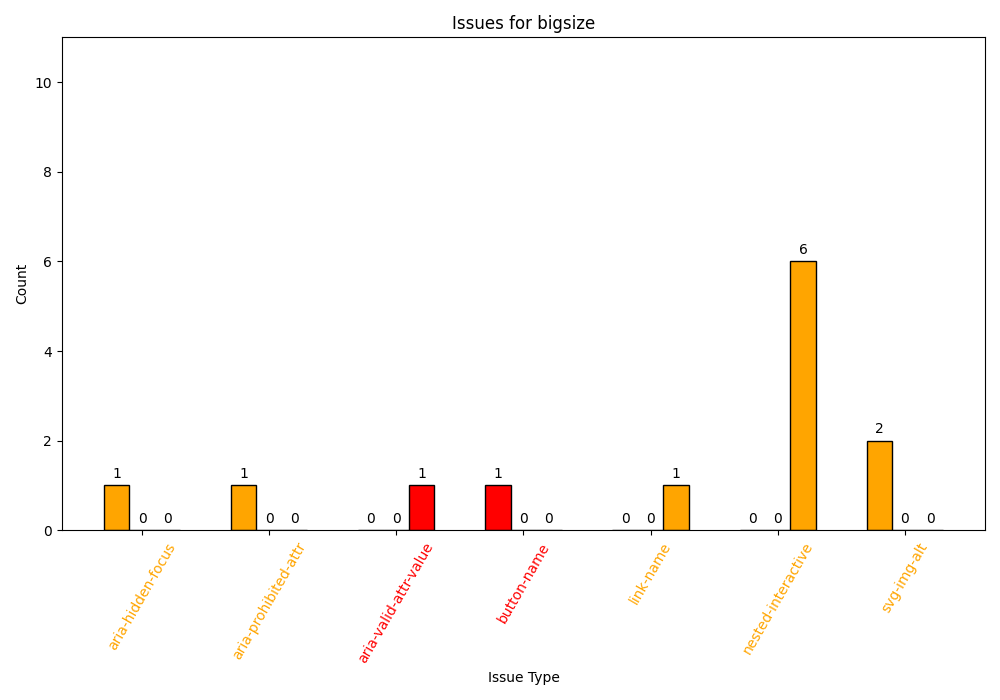 Issues for bigsize
Count
10
8
6
4
2
0
1 0 0
1 0 0
0 0 1
1 0 0
0 0 1
0 0 6
2 0 0
aria-hidden-focus
aria-prohibited-attr
aria-valid-attr-value
button-name
link-name
nested-interactive
svg-img-alt
Issue Type